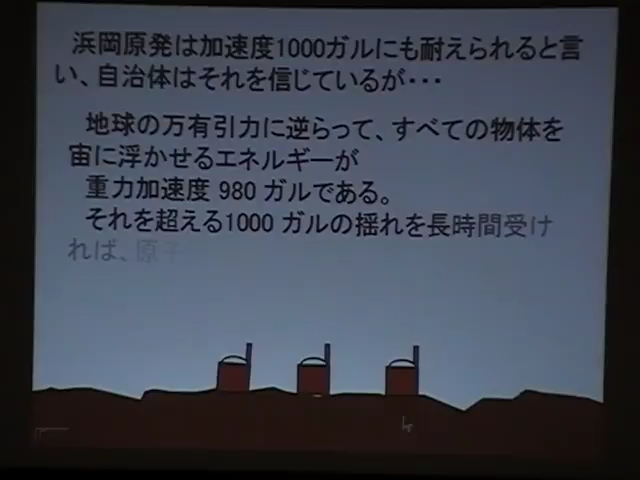 浜岡原発は加速度1000ガルにも耐えられると言
い、自治体はそれを信じているが･･･
地球の万有引力に逆らって、すべての物体を
宙に浮かせるエネルギーが
重力加速度 980 ガルである。
それを超える1000 ガルの揺れを長時間受け
れば、原子